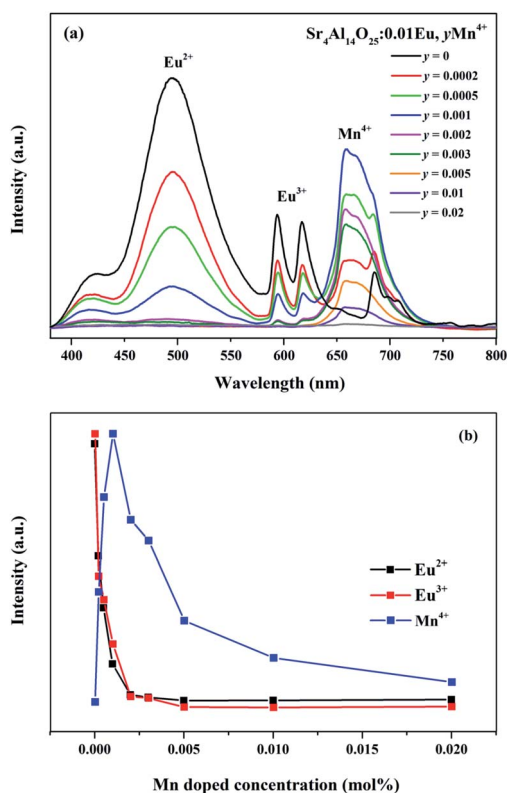 (a)
Sr₄Al₁₄O₂₅:0.01Eu, yMn⁴⁺
Eu²⁺
Eu³⁺
Mn⁴⁺
y = 0
y = 0.0002
y = 0.0005
y = 0.001
y = 0.002
y = 0.003
y = 0.005
y = 0.01
y = 0.02
Intensity (a.u.)
400 450 500 550 600 650 700 750 800
Wavelength (nm)
(b)
Intensity (a.u.)
Eu²⁺
Eu³⁺
Mn⁴⁺
0.000 0.005 0.010 0.015 0.020
Mn doped concentration (mol%)